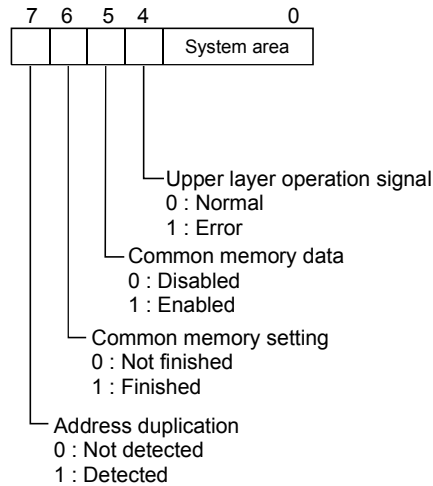 7 6 5 4 0
System area
Upper layer operation signal
0 : Normal
1 : Error
Common memory data
0 : Disabled
1 : Enabled
Common memory setting
0 : Not finished
1 : Finished
Address duplication
0 : Not detected
1 : Detected